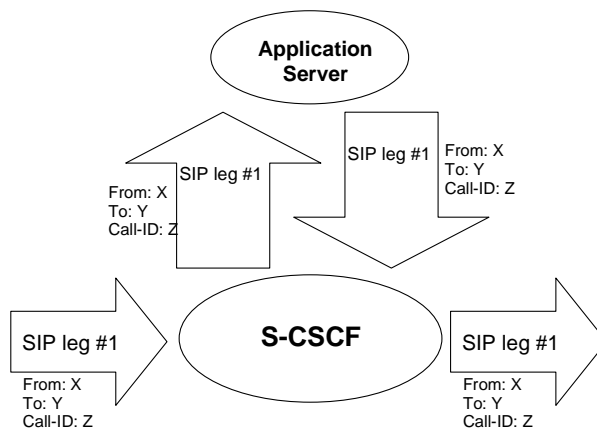 Application
Server
SIP leg #1
From: X
To: Y
Call-ID: Z
SIP leg #1
From: X
To: Y
Call-ID: Z
SIP leg #1
From: X
To: Y
Call-ID: Z
S-CSCF
SIP leg #1
From: X
To: Y
Call-ID: Z